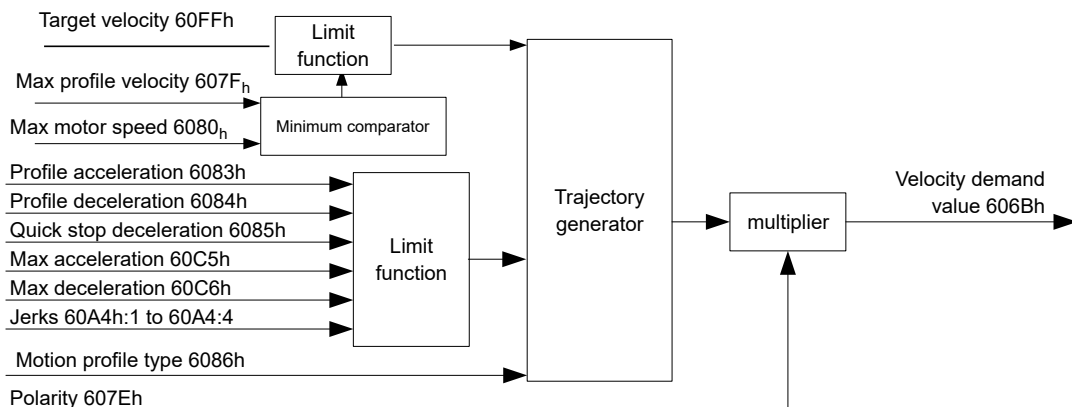 Target velocity 60FFh
Limit
function
Max profile velocity 607Fh
Max motor speed 6080h
Minimum comparator
Profile acceleration 6083h
Profile deceleration 6084h
Quick stop deceleration 6085h
Max acceleration 60C5h
Max deceleration 60C6h
Jerks 60A4h:1 to 60A4:4
Limit
function
Motion profile type 6086h
Polarity 607Eh
Trajectory
generator
multiplier
Velocity demand
value 606Bh